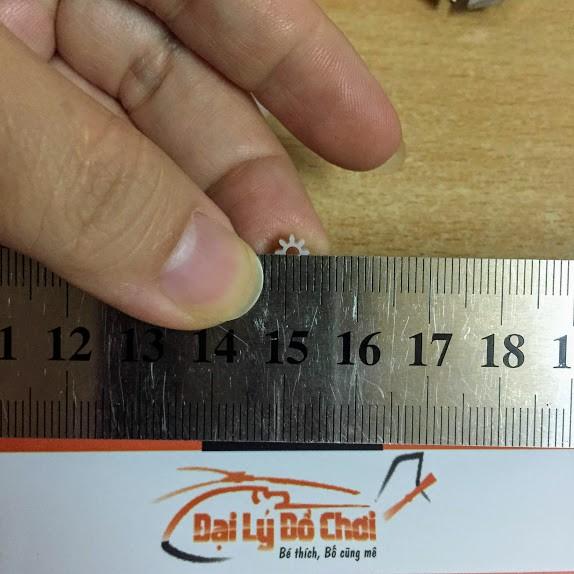 1 12 13 14 15 16 17 18 1
Đại Lý Đồ Chơi
Bé thích, Bố cũng mê